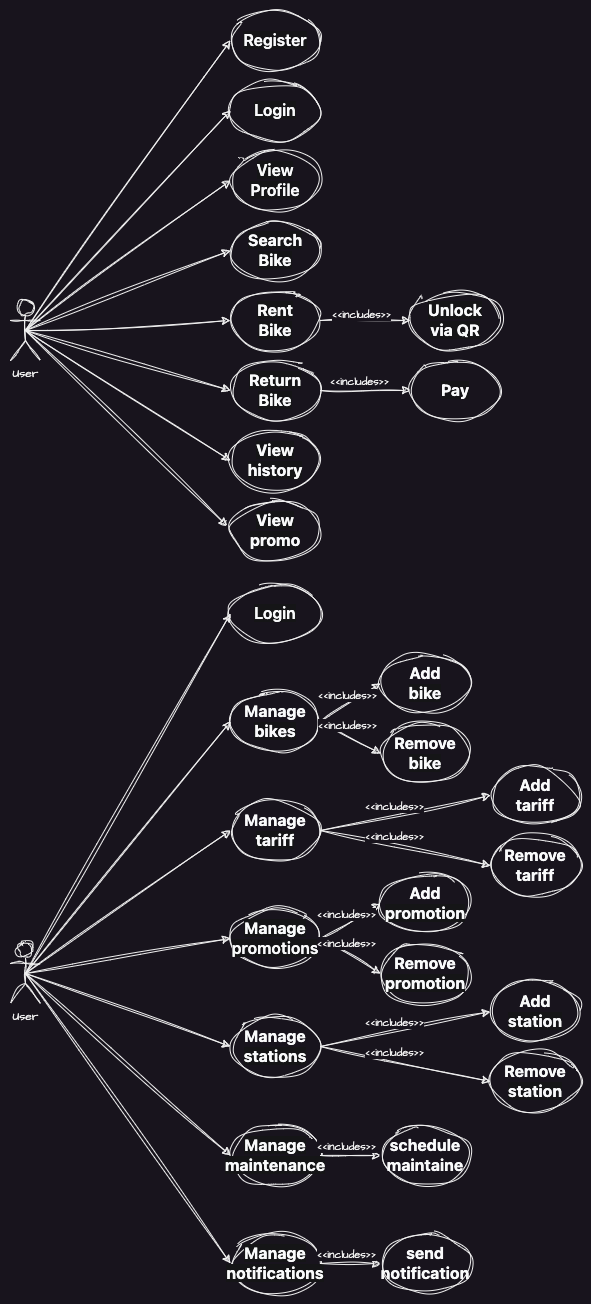 Register
Login
View
Profile
Search
Bike
Rent
Bike
<<includes>>
Unlock
via QR
User
Return
Bike
<<includes>>
Pay
View
history
View
promo
Login
Manage
bikes
<<includes>>
Add
bike
<<includes>>
Remove
bike
Manage
tariff
<<includes>>
Add
tariff
<<includes>>
Remove
tariff
Manage
promotions
<<includes>>
Add
promotion
<<includes>>
Remove
promotion
User
Manage
stations
<<includes>>
Add
station
<<includes>>
Remove
station
Manage
maintenance
<<includes>>
schedule
maintaine
Manage
notifications
<<includes>>
send
notification